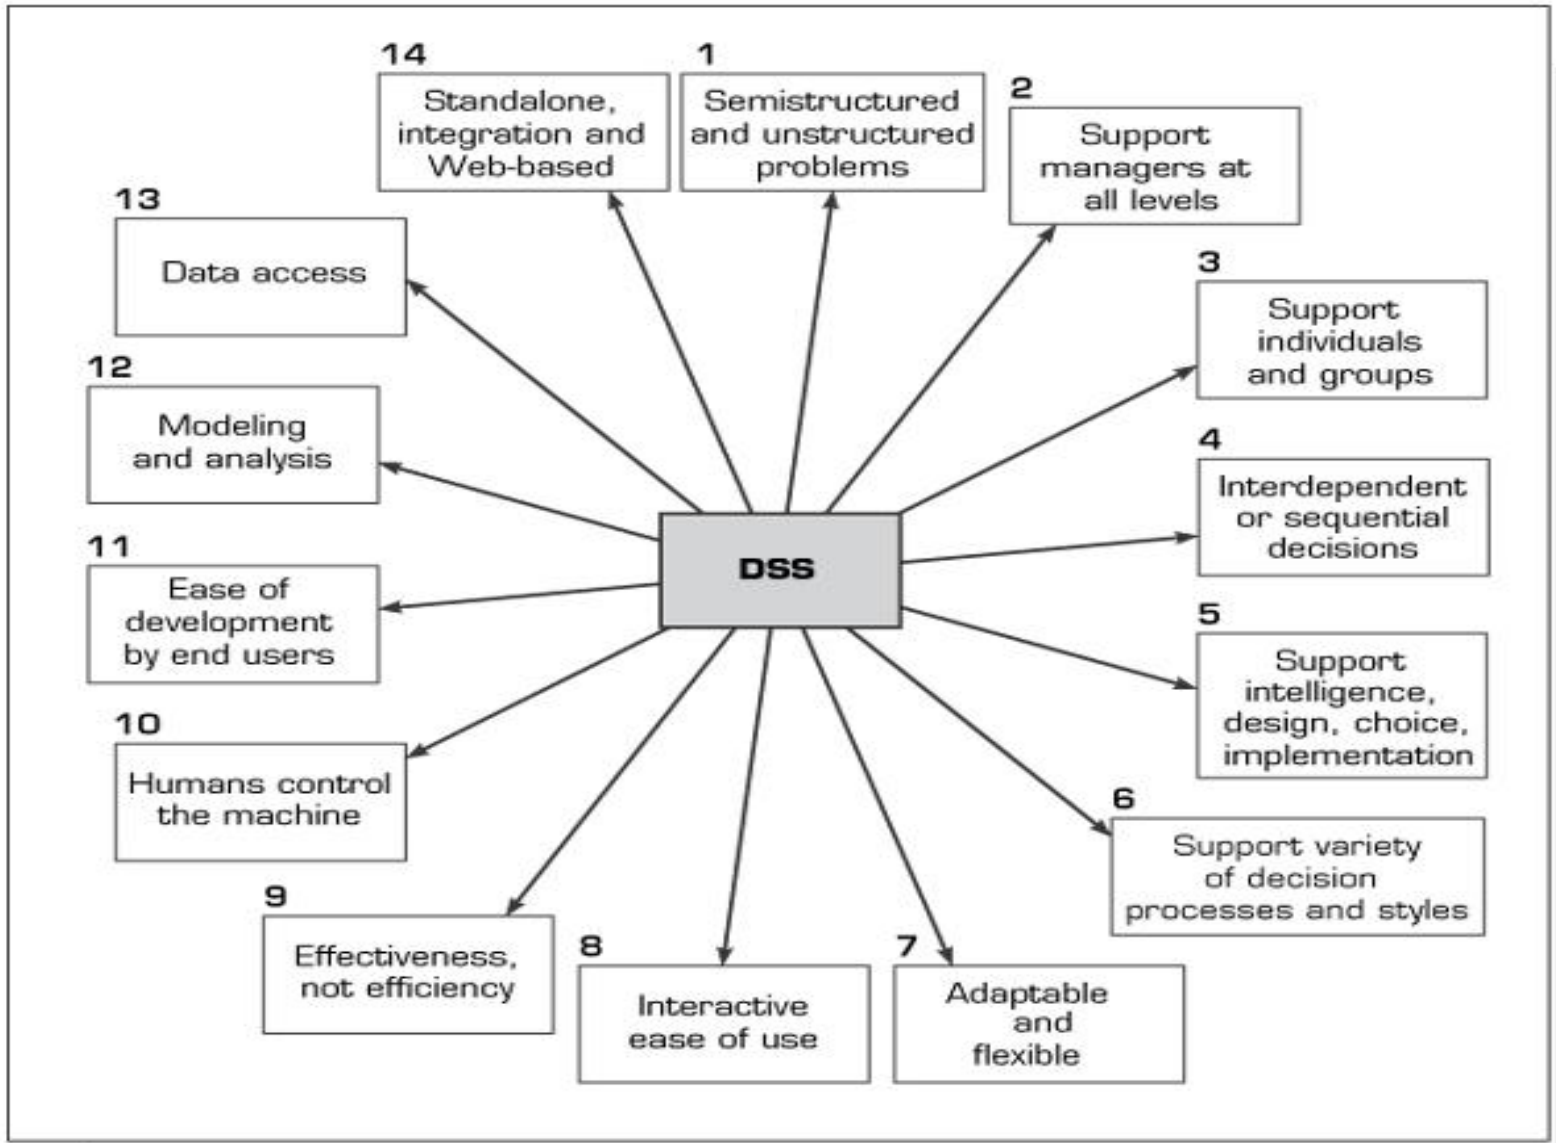 14
Standalone,
integration and
Web-based
1
Semistructured
and unstructured
problems
2
Support
managers at
all levels
3
Support
individuals
and groups
4
Interdependent
or sequential
decisions
5
Support
intelligence,
design, choice,
implementation
6
Support variety
of decision
processes and styles
7
Adaptable
and
flexible
8
Interactive
ease of use
9
Effectiveness,
not efficiency
10
Humans control
the machine
11
Ease of
development
by end users
12
Modeling
and analysis
13
Data access
DSS